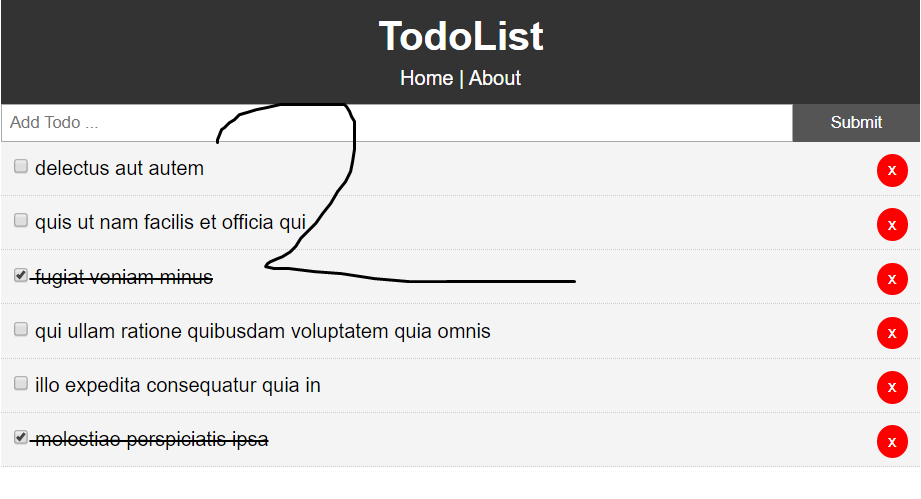 TodoList
Home | About
Add Todo ... Submit
delectus aut autem x
quis ut nam facilis et officia qui x
fugiat veniam minus x
qui ullam ratione quibusdam voluptatem quia omnis x
illo expedita consequatur quia in x
molestiae perspiciatis ipsa x
2